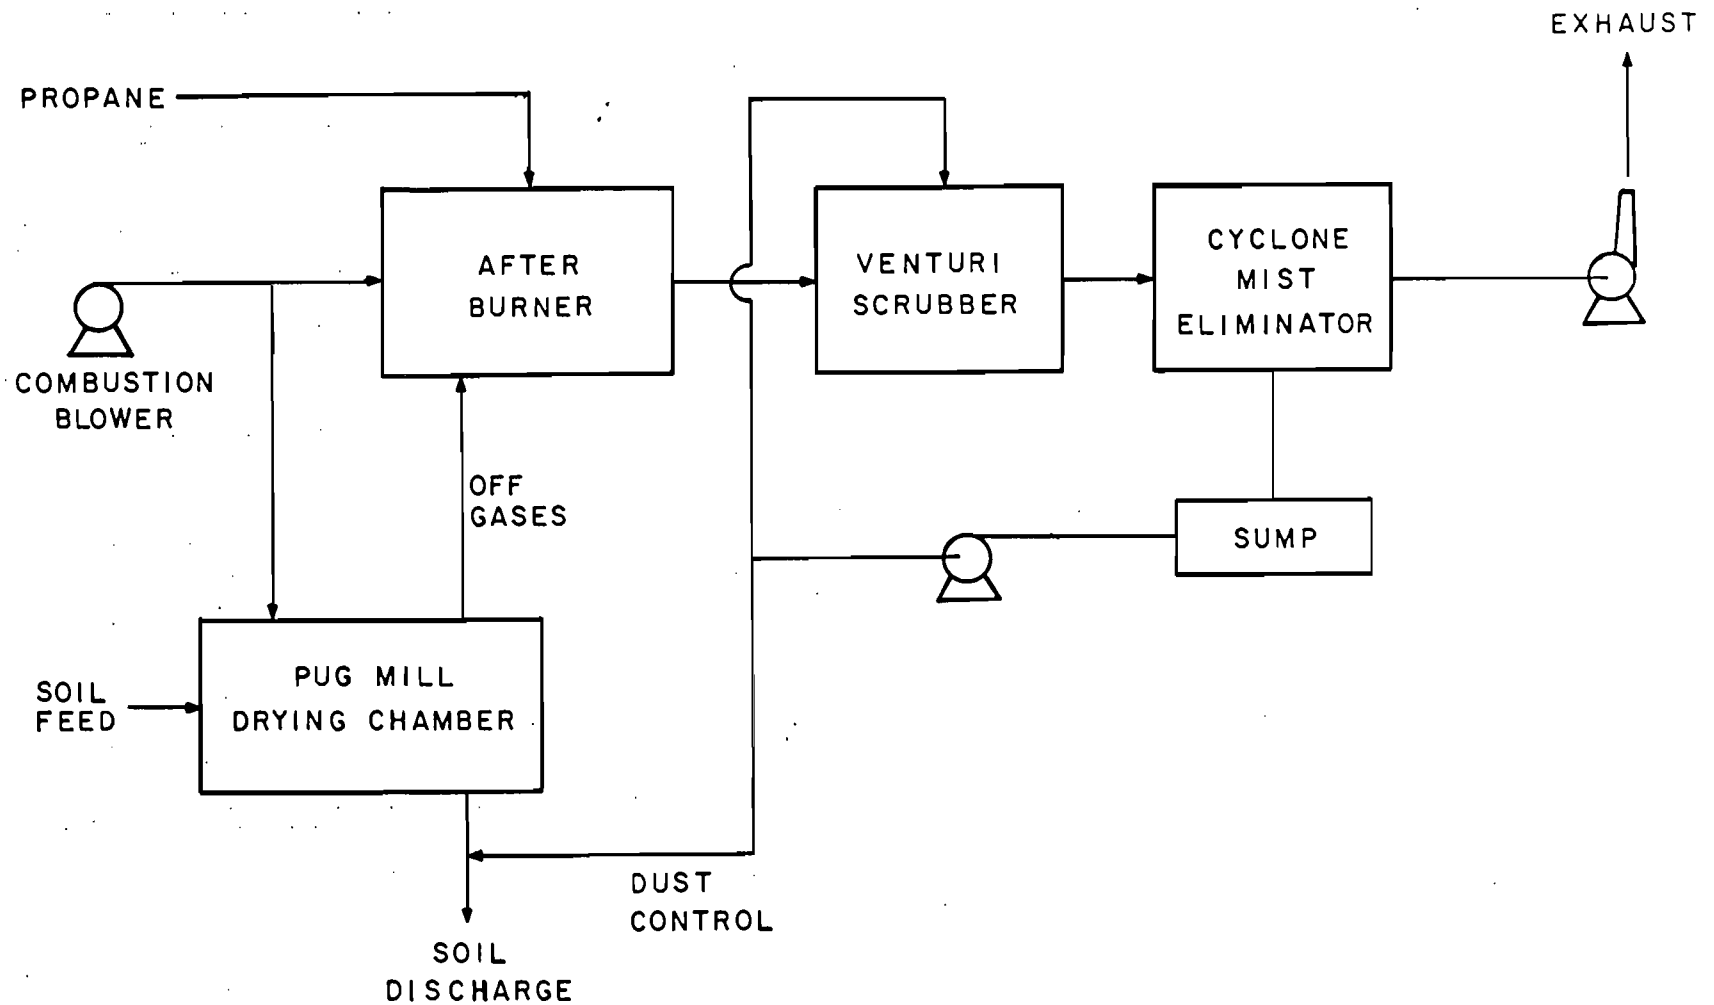 EXHAUST
PROPANE
AFTER
BURNER
VENTURI
SCRUBBER
CYCLONE
MIST
ELIMINATOR
COMBUSTION
BLOWER
OFF
GASES
SUMP
SOIL
FEED
PUG MILL
DRYING CHAMBER
DUST
CONTROL
SOIL
DISCHARGE